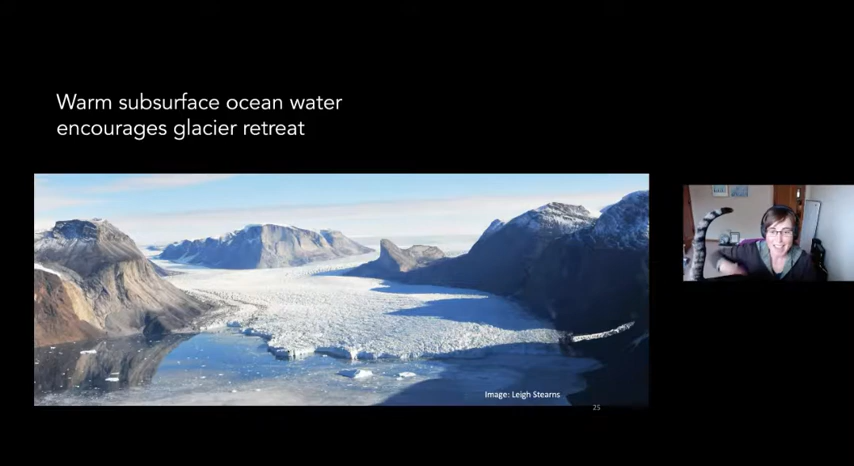 Warm subsurface ocean water
encourages glacier retreat
Image: Leigh Stearns
25